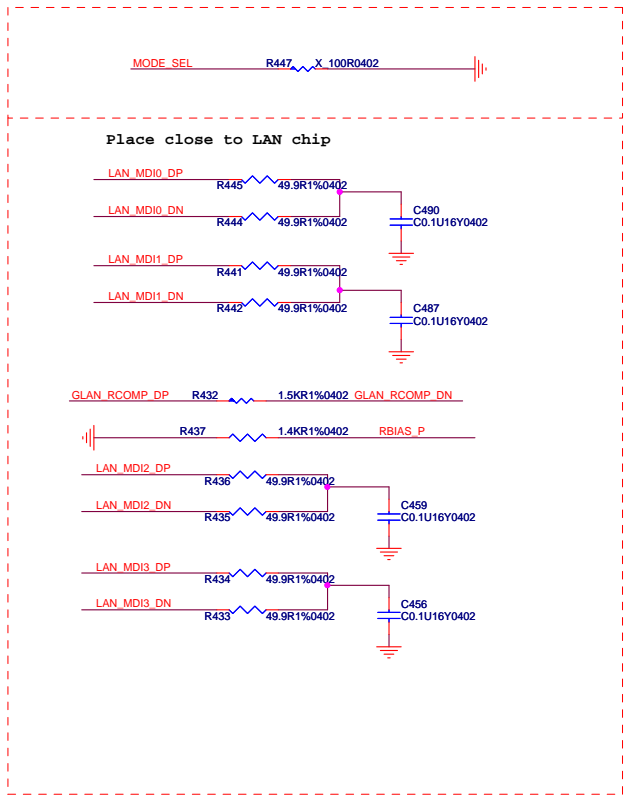 MODE_SEL R447 X_100R0402
Place close to LAN chip
LAN_MDI0_DP R445 49.9R1%0402
LAN_MDI0_DN R444 49.9R1%0402
C490
C0.1U16Y0402
LAN_MDI1_DP R441 49.9R1%0402
LAN_MDI1_DN R442 49.9R1%0402
C487
C0.1U16Y0402
GLAN_RCOMP_DP R432 1.5KR1%0402 GLAN_RCOMP_DN
R437 1.4KR1%0402 RBIAS_P
LAN_MDI2_DP R436 49.9R1%0402
LAN_MDI2_DN R435 49.9R1%0402
C459
C0.1U16Y0402
LAN_MDI3_DP R434 49.9R1%0402
LAN_MDI3_DN R433 49.9R1%0402
C456
C0.1U16Y0402